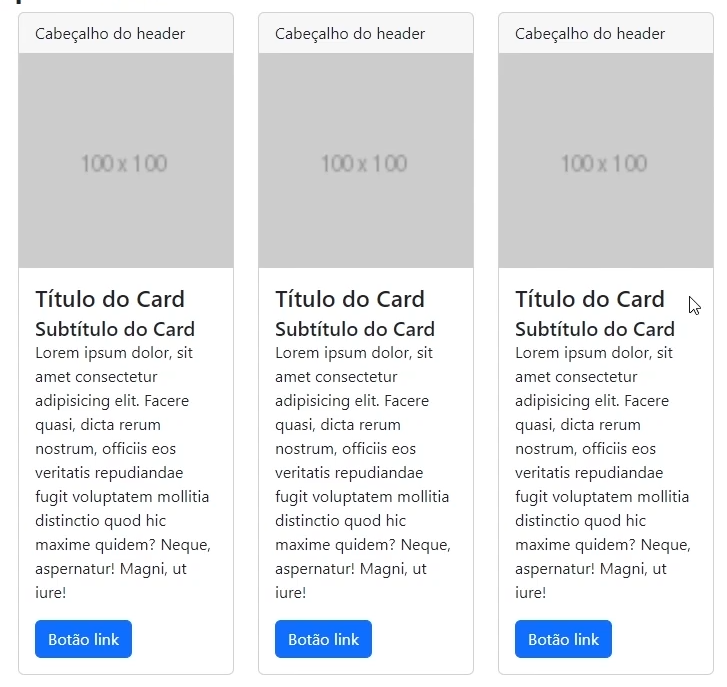 Cabeçalho do header
100 x 100
Título do Card
Subtítulo do Card
Lorem ipsum dolor, sit
amet consectetur
adipisicing elit. Facere
quasi, dicta rerum
nostrum, officiis eos
veritatis repudiandae
fugit voluptatem mollitia
distinctio quod hic
maxime quidem? Neque,
aspernatur! Magni, ut
iure!
Botão link
Cabeçalho do header
100 x 100
Título do Card
Subtítulo do Card
Lorem ipsum dolor, sit
amet consectetur
adipisicing elit. Facere
quasi, dicta rerum
nostrum, officiis eos
veritatis repudiandae
fugit voluptatem mollitia
distinctio quod hic
maxime quidem? Neque,
aspernatur! Magni, ut
iure!
Botão link
Cabeçalho do header
100 x 100
Título do Card
Subtítulo do Card
Lorem ipsum dolor, sit
amet consectetur
adipisicing elit. Facere
quasi, dicta rerum
nostrum, officiis eos
veritatis repudiandae
fugit voluptatem mollitia
distinctio quod hic
maxime quidem? Neque,
aspernatur! Magni, ut
iure!
Botão link